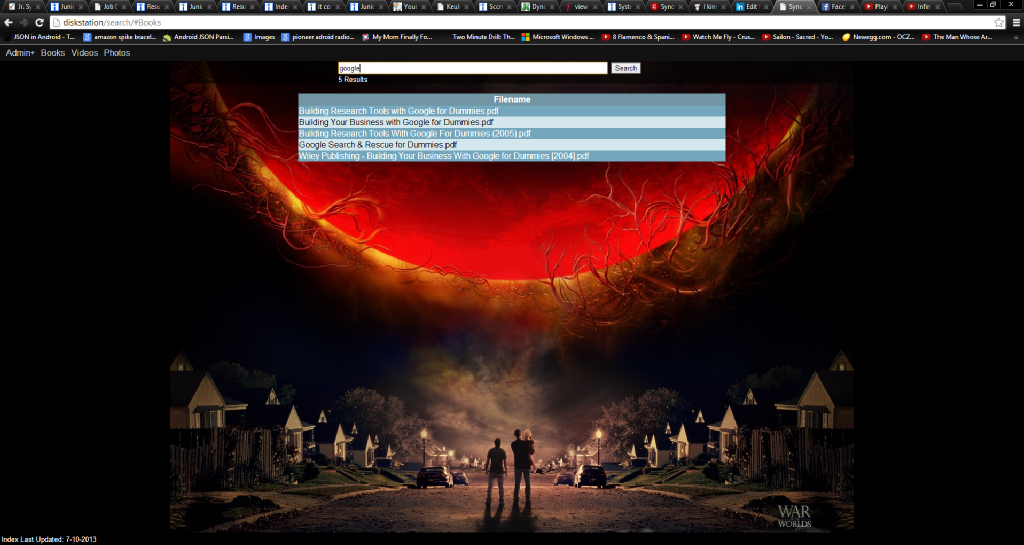 Jr. Sy
Juni
Job
Resu
Juni
Resu
Inde
it co
Juni
Your
Keui
Scen
Dyna
view
Syst
Sync
I kin
Edit
Sync
Face
Play
Infin
diskstation/search/#Books
JSON in Android - T...
amazon spike bracel...
Android JSON Parsi...
Images
pioneer adroid radio...
My Mom Finally Fo...
Two Minute Drill: Th...
Microsoft Windows ...
8 Flamenco & Spani...
Watch Me Fly - Crus...
Sailon - Sacred - Yo...
Newegg.com - OCZ...
The Man Whose Ar...
Admin+ Books Videos Photos
google Search
5 Results
Filename
Building Research Tools with Google for Dummies.pdf
Building Your Business with Google for Dummies.pdf
Building Research Tools With Google For Dummies (2005).pdf
Google Search & Rescue for Dummies.pdf
Wiley Publishing - Building Your Business With Google for Dummies [2004].pdf
WAR
WORLDS
Index Last Updated: 7-10-2013